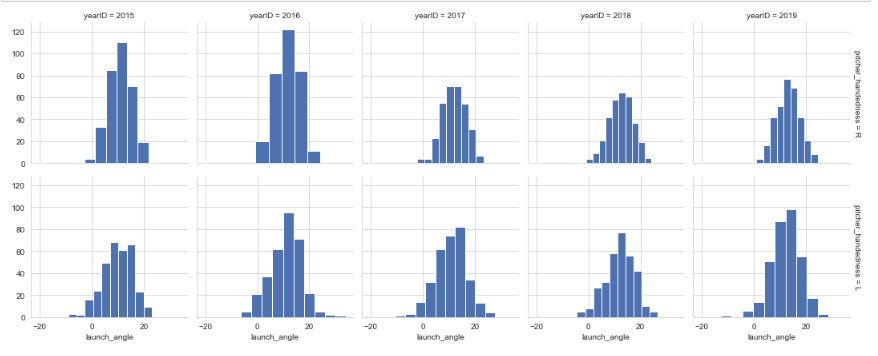 yearID = 2015 yearID = 2016 yearID = 2017 yearID = 2018 yearID = 2019
120
100
80
60
40
20
0
pitcher_handedness = R
120
100
80
60
40
20
0
pitcher_handedness = L
−20 0 20 −20 0 20 −20 0 20 −20 0 20 −20 0 20
launch_angle launch_angle launch_angle launch_angle launch_angle